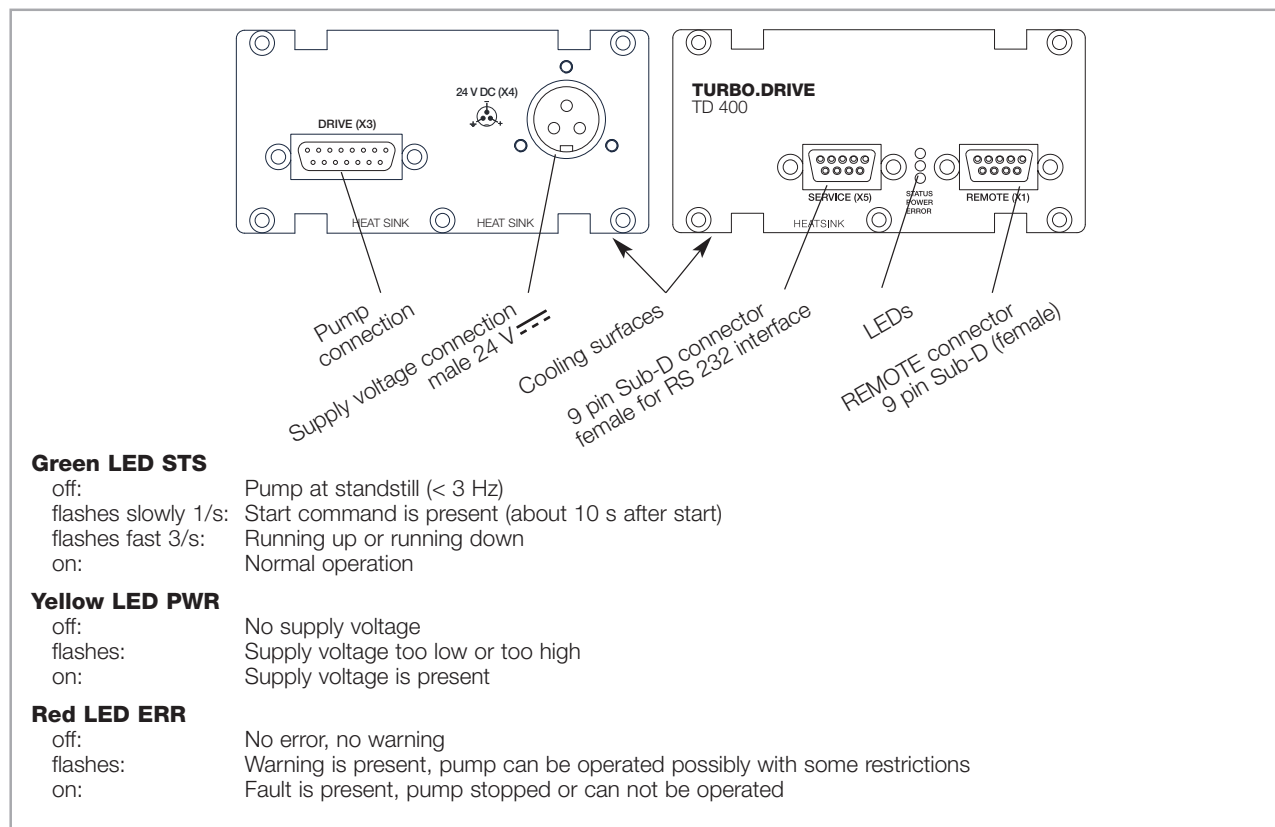 24 V DC (X4)
-
+
DRIVE (X3)
HEAT SINK
HEAT SINK
TURBO.DRIVE
TD 400
SERVICE (X5)
STATUS
POWER
ERROR
REMOTE (X1)
HEATSINK
Pump
connection
Supply voltage connection
male 24 V
Cooling surfaces
9 pin Sub-D connector
female for RS 232 interface
LEDs
REMOTE connector
9 pin Sub-D (female)
Green LED STS
off: Pump at standstill (< 3 Hz)
flashes slowly 1/s: Start command is present (about 10 s after start)
flashes fast 3/s: Running up or running down
on: Normal operation
Yellow LED PWR
off: No supply voltage
flashes: Supply voltage too low or too high
on: Supply voltage is present
Red LED ERR
off: No error, no warning
flashes: Warning is present, pump can be operated possibly with some restrictions
on: Fault is present, pump stopped or can not be operated